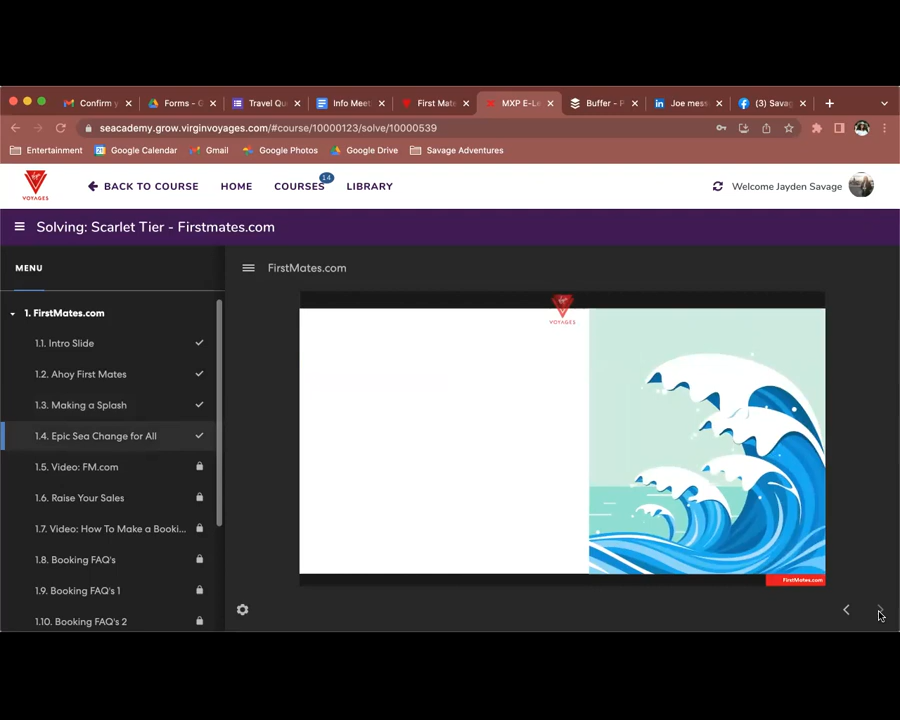 Confirm y
Forms - G
Travel Qu
Info Meet
First Mate
MXP E-Le
Buffer - P
Joe mess
(3) Savag
seacademy.grow.virginvoyages.com/#course/10000123/solve/10000539
Entertainment
Google Calendar
Gmail
Google Photos
Google Drive
Savage Adventures
VOYAGES
BACK TO COURSE
HOME
COURSES
14
LIBRARY
Welcome Jayden Savage
Solving: Scarlet Tier - Firstmates.com
MENU
FirstMates.com
1. FirstMates.com
1.1. Intro Slide
1.2. Ahoy First Mates
1.3. Making a Splash
1.4. Epic Sea Change for All
1.5. Video: FM.com
1.6. Raise Your Sales
1.7. Video: How To Make a Booki...
1.8. Booking FAQ's
1.9. Booking FAQ's 1
1.10. Booking FAQ's 2
VOYAGES
FirstMates.com